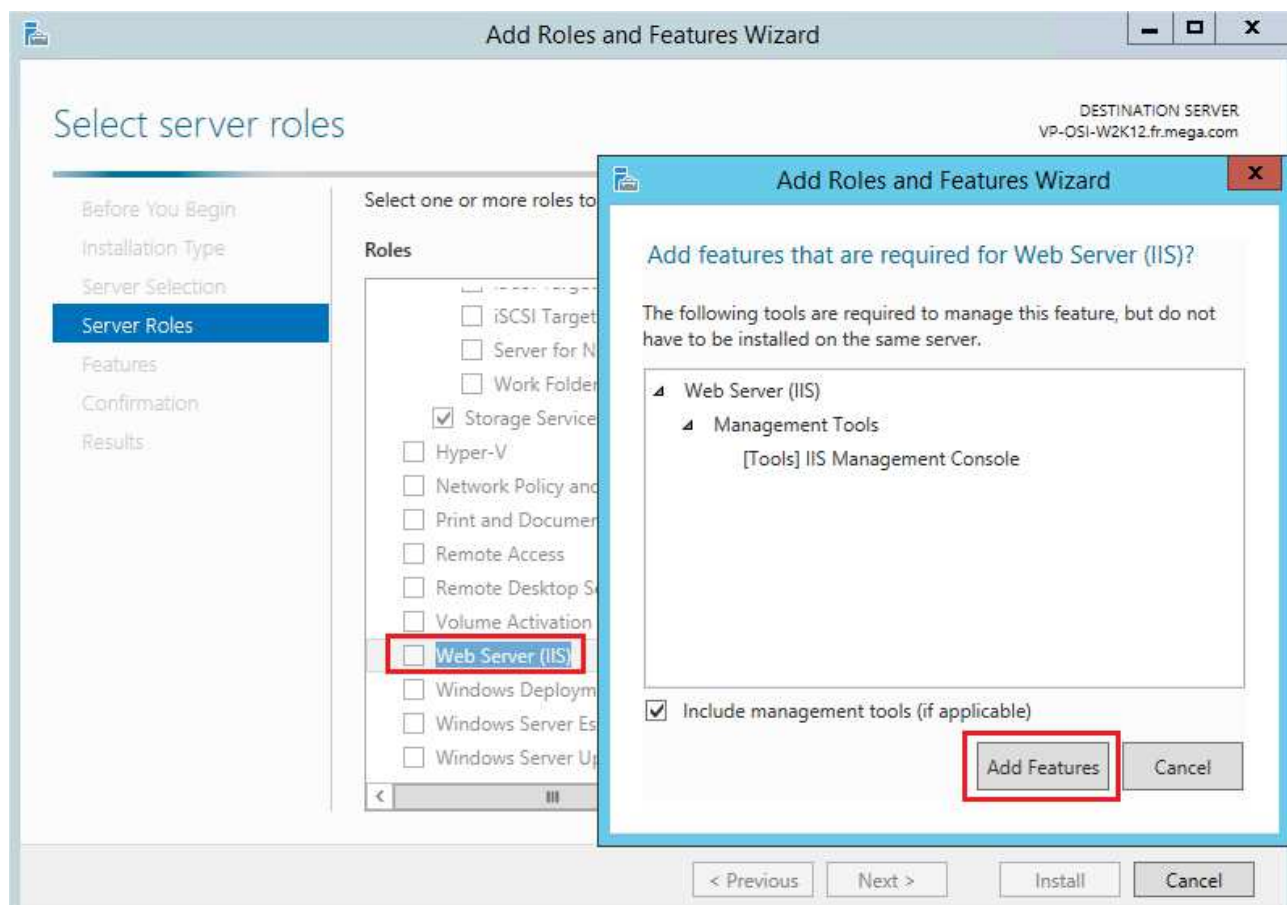 Add Roles and Features Wizard
Select server roles
DESTINATION SERVER
VP-OSI-W2K12.fr.mega.com
Before You Begin
Installation Type
Server Selection
Server Roles
Features
Confirmation
Results
Select one or more roles to
Roles
iSCSI Target
Server for N
Work Folder
Storage Service
Hyper-V
Network Policy and
Print and Documen
Remote Access
Remote Desktop Se
Volume Activation
Web Server (IIS)
Windows Deploym
Windows Server Es
Windows Server Up
Add Roles and Features Wizard
Add features that are required for Web Server (IIS)?
The following tools are required to manage this feature, but do not
have to be installed on the same server.
Web Server (IIS)
Management Tools
[Tools] IIS Management Console
Include management tools (if applicable)
Add Features
Cancel
< Previous
Next >
Install
Cancel